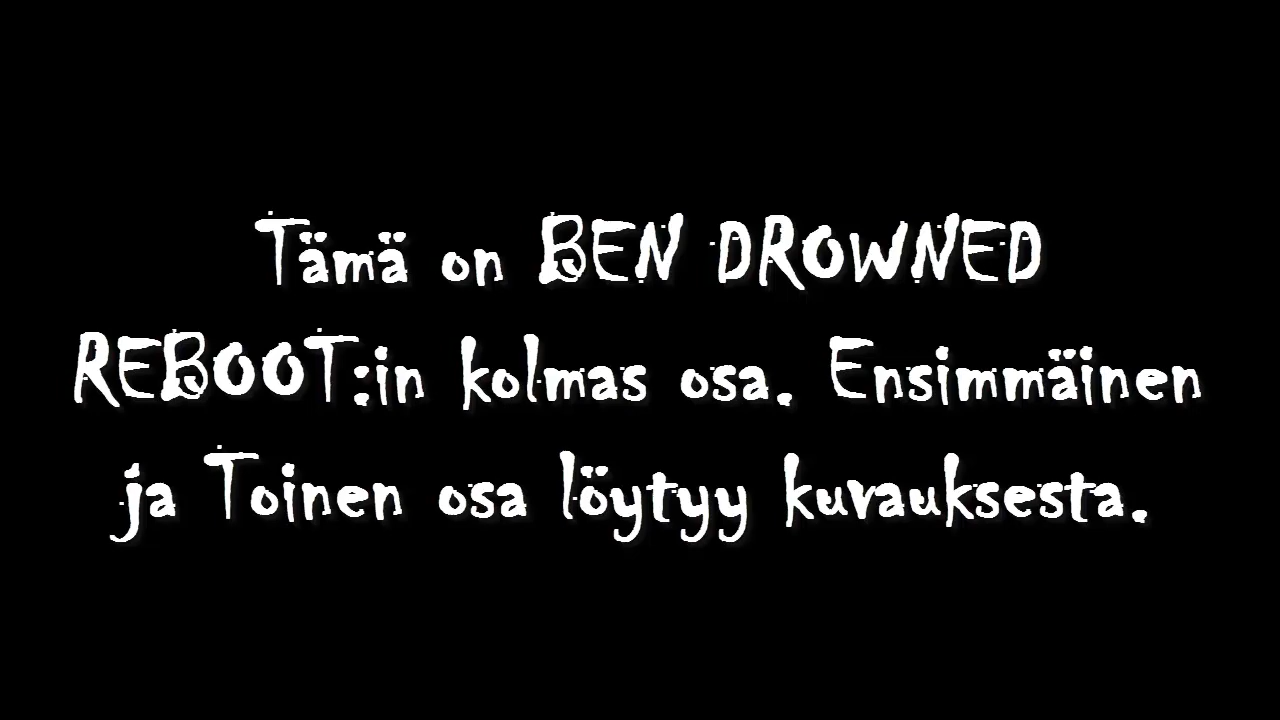 Tämä on BEN DROWNED
REBOOT:in kolmas osa. Ensimmäinen
ja Toinen osa löytyy kuvauksesta.